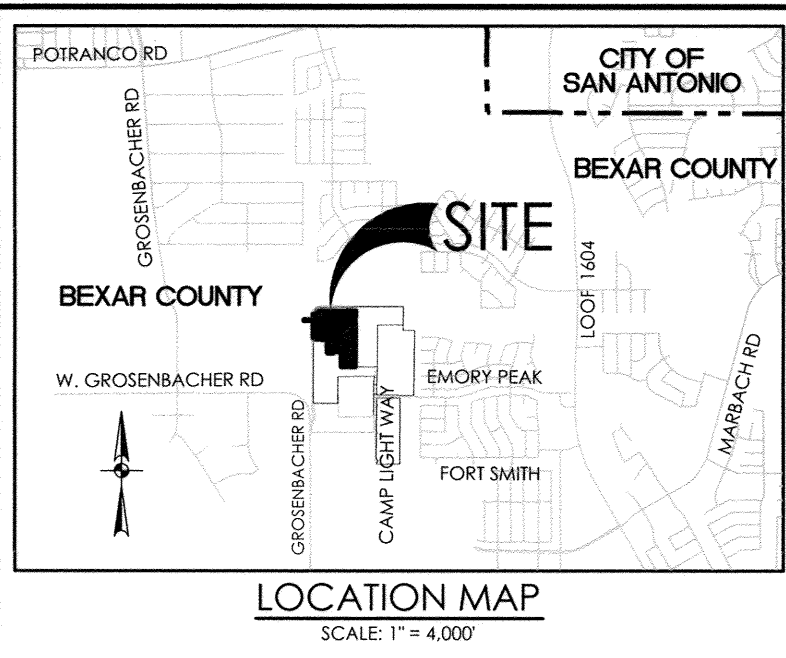 POTRANCO RD
CITY OF
SAN ANTONIO
BEXAR COUNTY
GROSENBACHER RD
SITE
LOOP 1604
BEXAR COUNTY
W. GROSENBACHER RD
EMORY PEAK
MARBACH RD
GROSENBACHER RD
CAMP LIGHT WAY
FORT SMITH
LOCATION MAP
SCALE: 1" = 4,000'